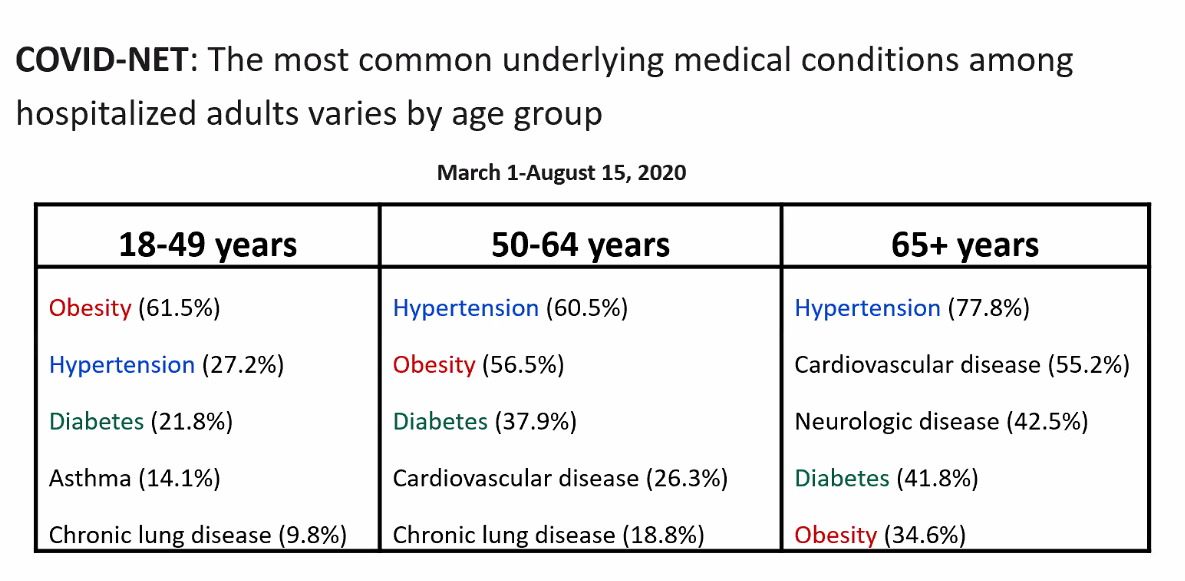 COVID-NET: The most common underlying medical conditions among
hospitalized adults varies by age group
March 1-August 15, 2020
18-49 years
50-64 years
65+ years
Obesity (61.5%)
Hypertension (60.5%)
Hypertension (77.8%)
Hypertension (27.2%)
Obesity (56.5%)
Cardiovascular disease (55.2%)
Diabetes (21.8%)
Diabetes (37.9%)
Neurologic disease (42.5%)
Asthma (14.1%)
Cardiovascular disease (26.3%)
Diabetes (41.8%)
Chronic lung disease (9.8%)
Chronic lung disease (18.8%)
Obesity (34.6%)